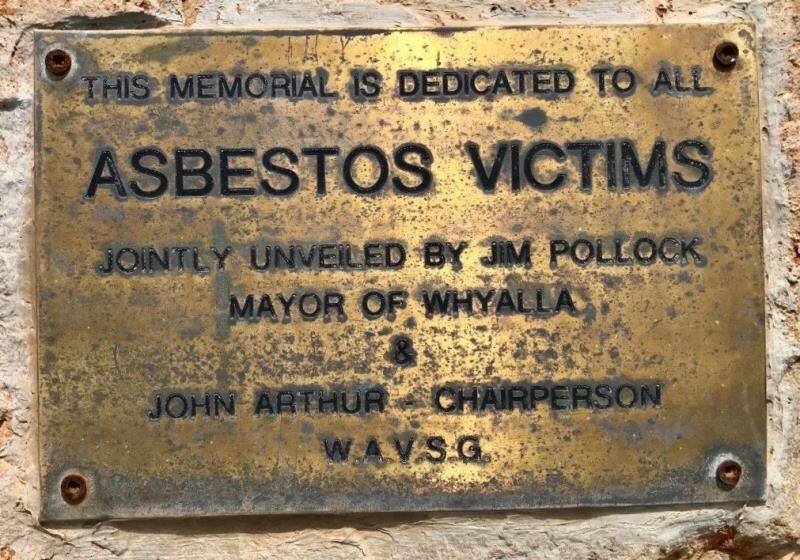 THIS MEMORIAL IS DEDICATED TO ALL
ASBESTOS VICTIMS
JOINTLY UNVEILED BY JIM POLLOCK
MAYOR OF WHYALLA
&
JOHN ARTHUR - CHAIRPERSON
W.A.V.S.G.